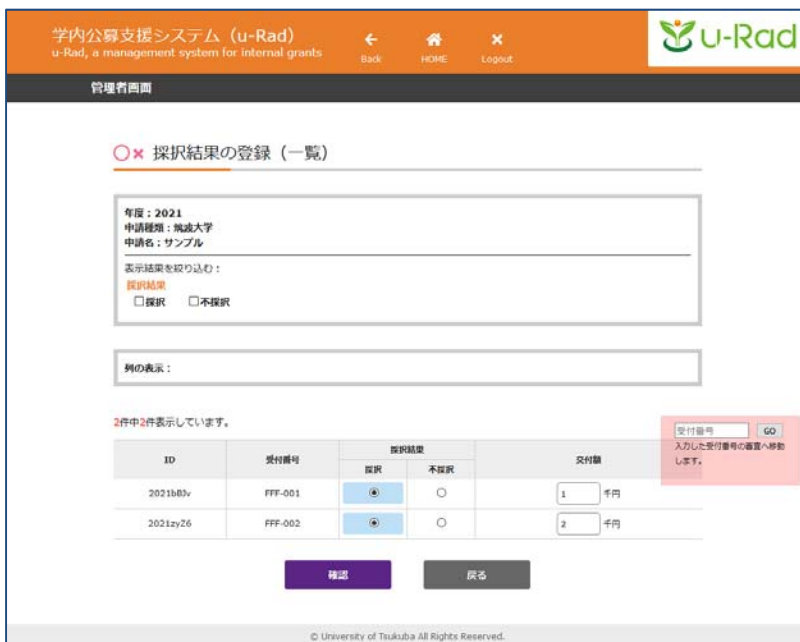 学内公募支援システム（u-Rad）
u-Rad, a management system for internal grants
Back
HOME
Logout
u-Rad
管理者画面
採択結果の登録（一覧）
年度：2021
申請種類：筑波大学
申請名：サンプル
表示結果を絞り込む：
採択結果
採択 不採択
列の表示：
2件中2件表示しています。
受付番号 GO
入力した受付番号の審査へ移動
します。
ID 受付番号 採択結果 交付額
採択 不採択
2021bBJv FFF-001 1 千円
2021zyZ6 FFF-002 2 千円
確認 戻る
© University of Tsukuba All Rights Reserved.